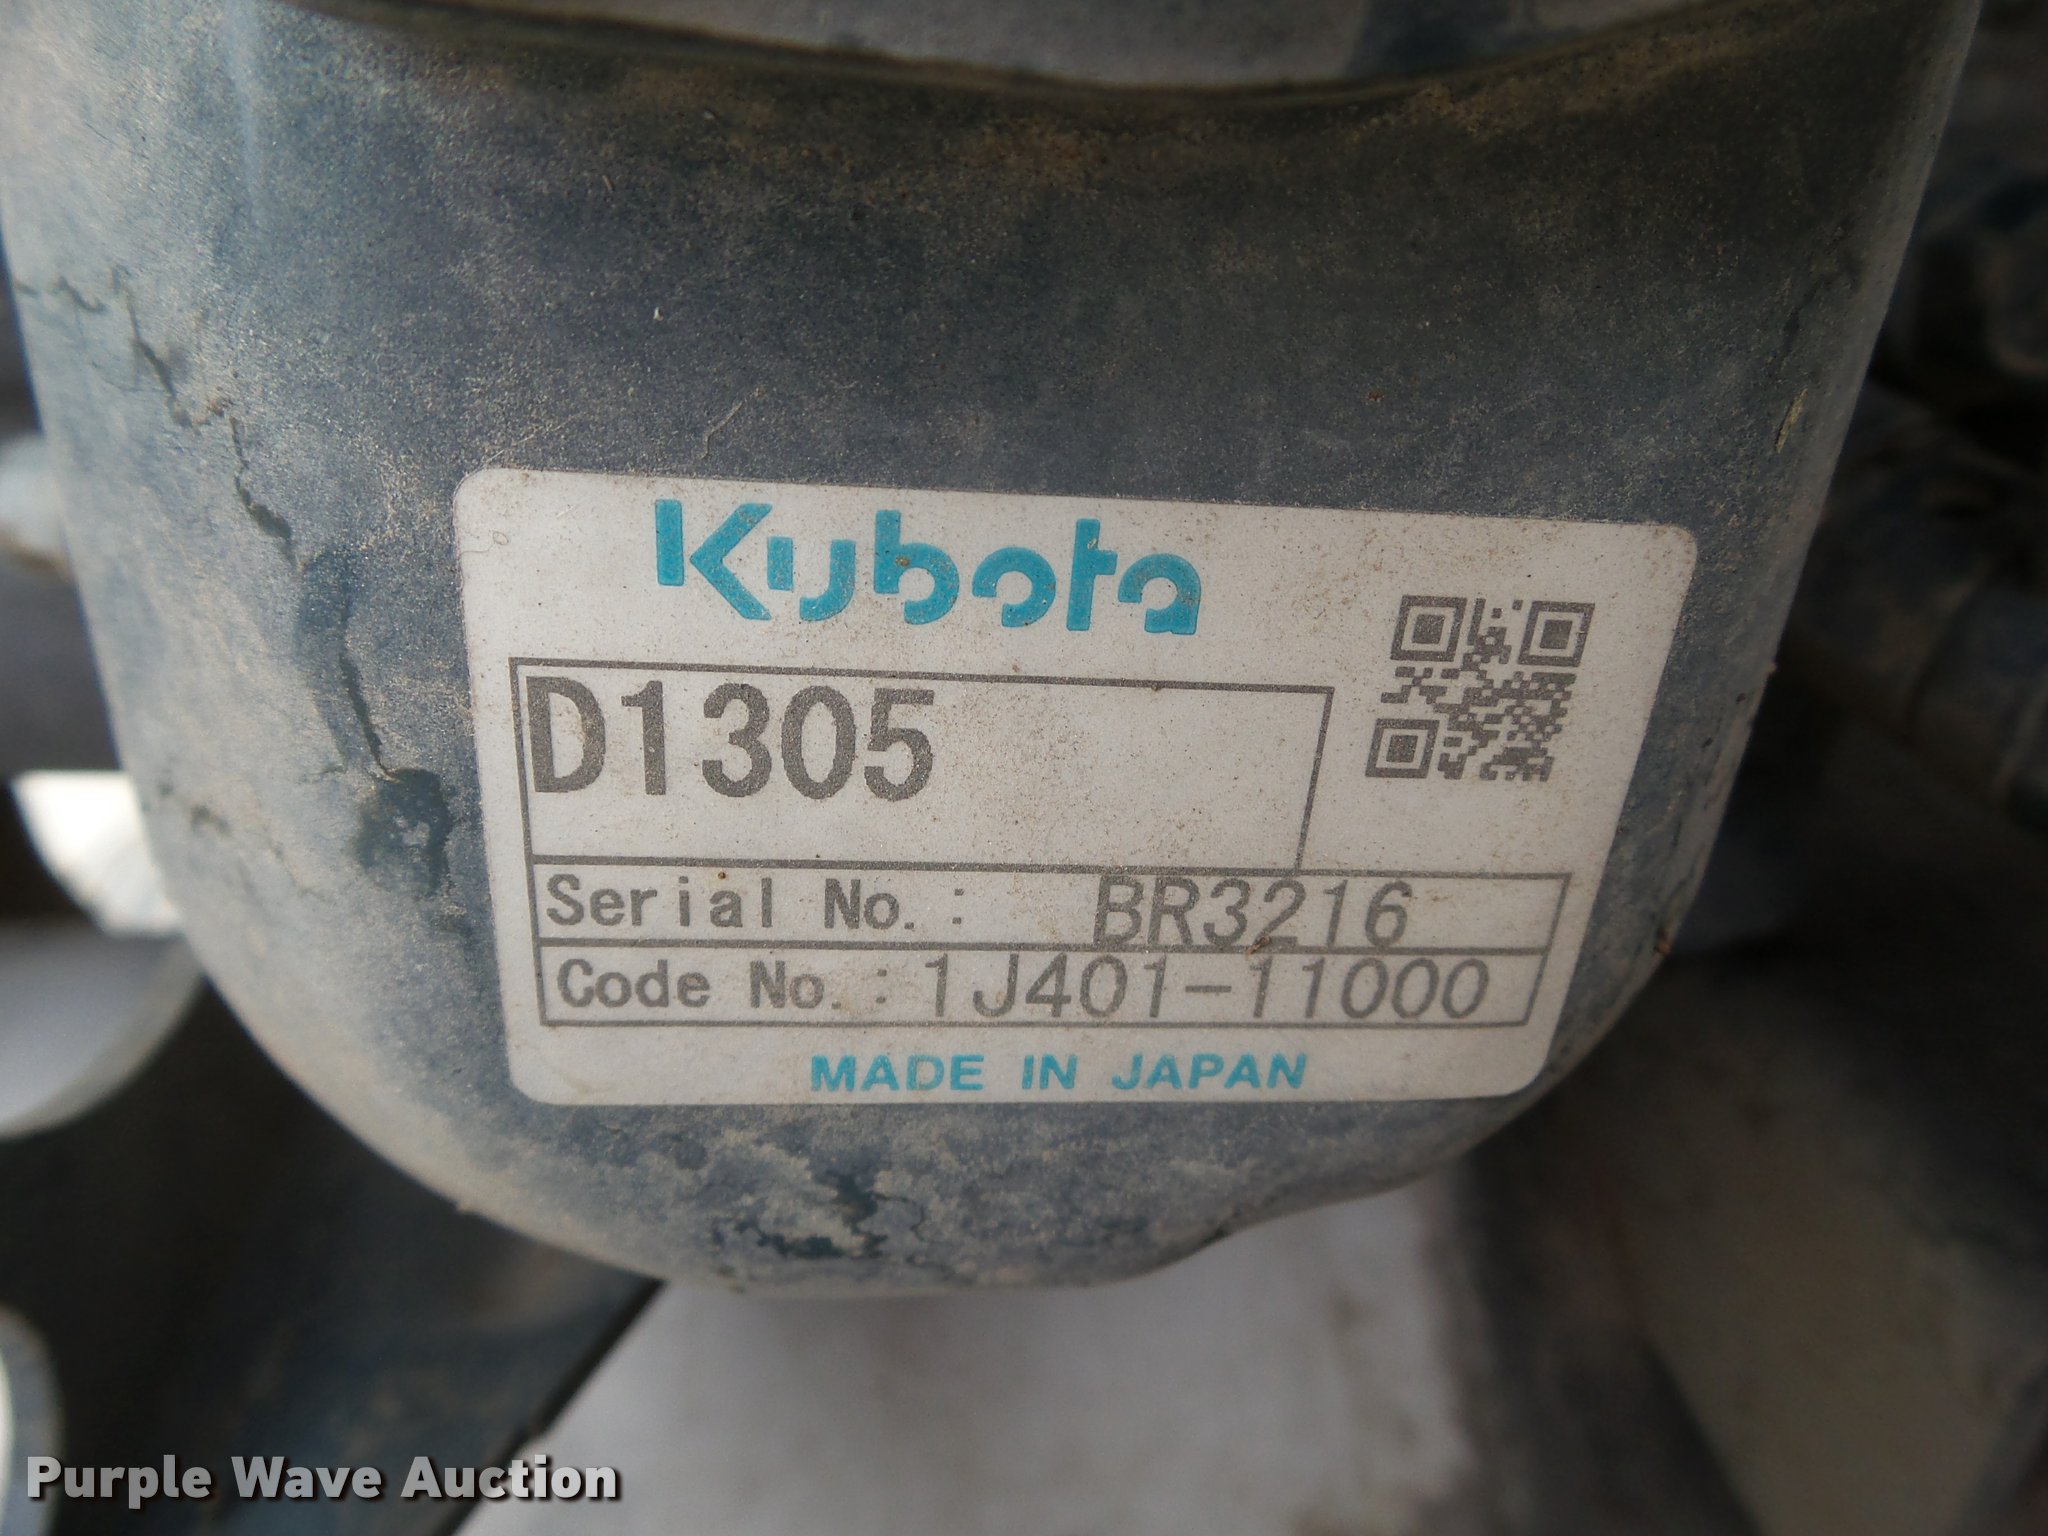 Kubota
D1305
Serial No.: BR3216
Code No.: 1J401-11000
MADE IN JAPAN
Purple Wave Auction